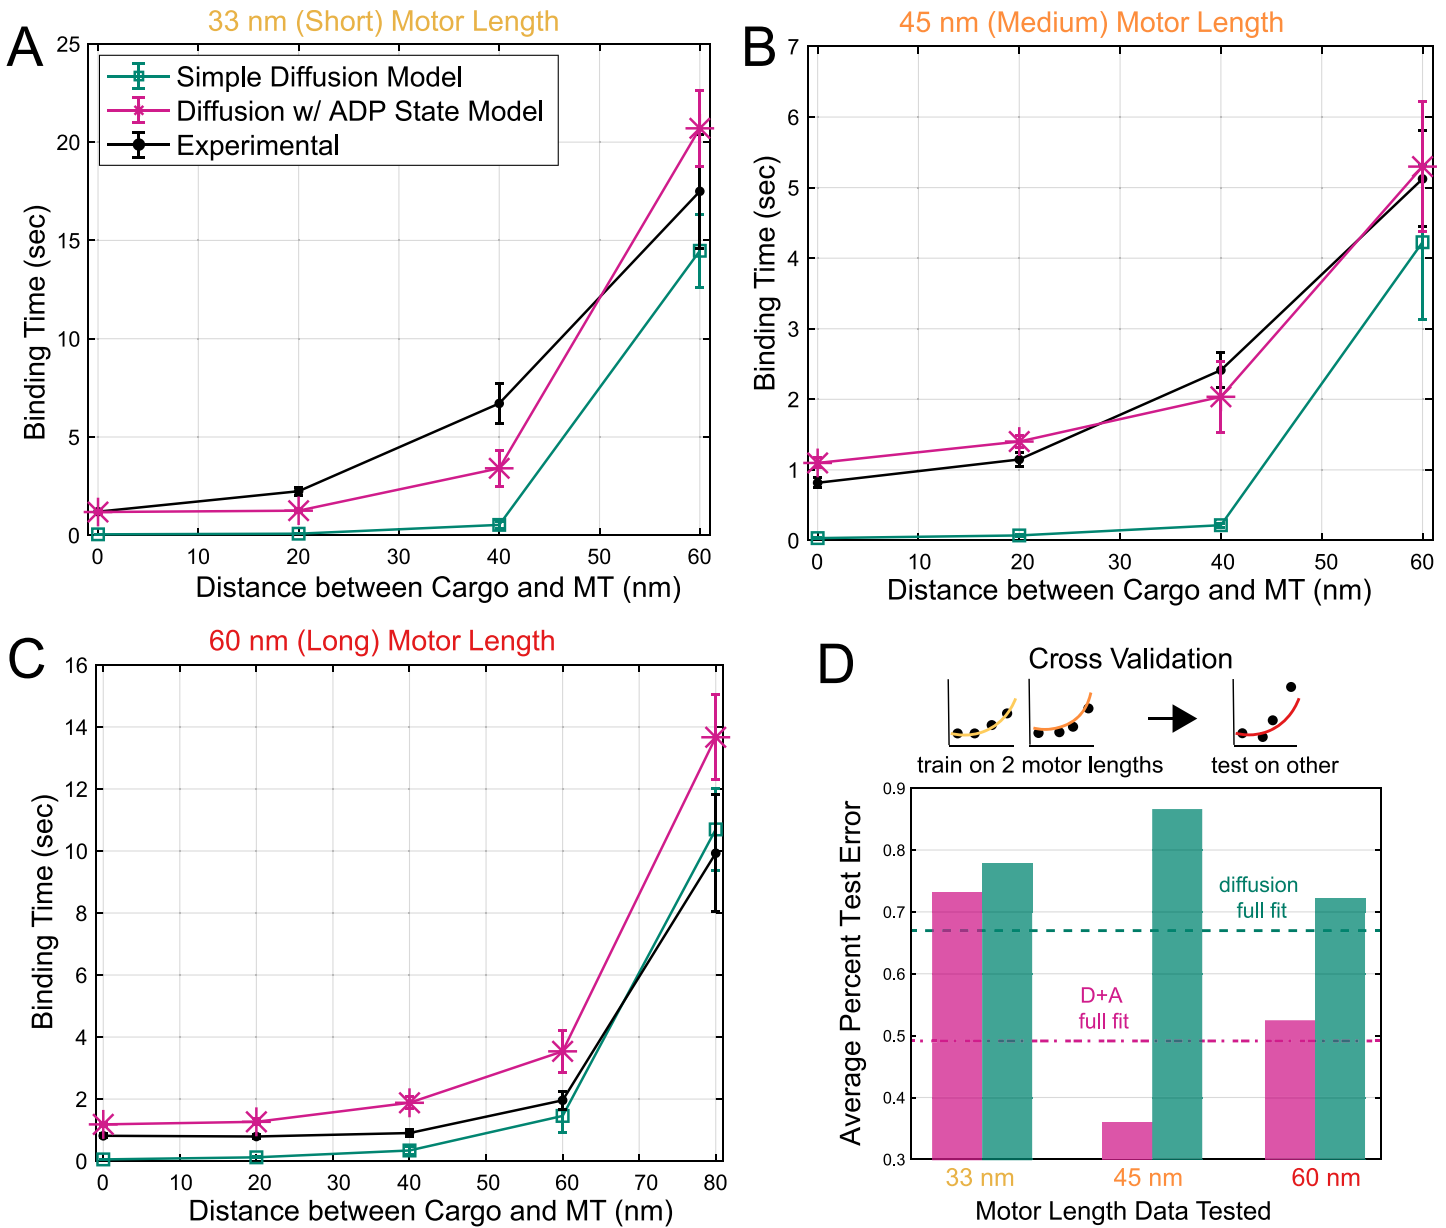 A
33 nm (Short) Motor Length
25
20
15
10
5
0
Binding Time (sec)
Simple Diffusion Model
Diffusion w/ ADP State Model
Experimental
0 10 20 30 40 50 60
Distance between Cargo and MT (nm)
B
45 nm (Medium) Motor Length
7
6
5
4
3
2
1
0
Binding Time (sec)
0 10 20 30 40 50 60
Distance between Cargo and MT (nm)
C
60 nm (Long) Motor Length
16
14
12
10
8
6
4
2
0
Binding Time (sec)
0 10 20 30 40 50 60 70 80
Distance between Cargo and MT (nm)
D
Cross Validation
train on 2 motor lengths
test on other
0.9
0.8
0.7
0.6
0.5
0.4
0.3
Average Percent Test Error
diffusion
full fit
D+A
full fit
33 nm 45 nm 60 nm
Motor Length Data Tested